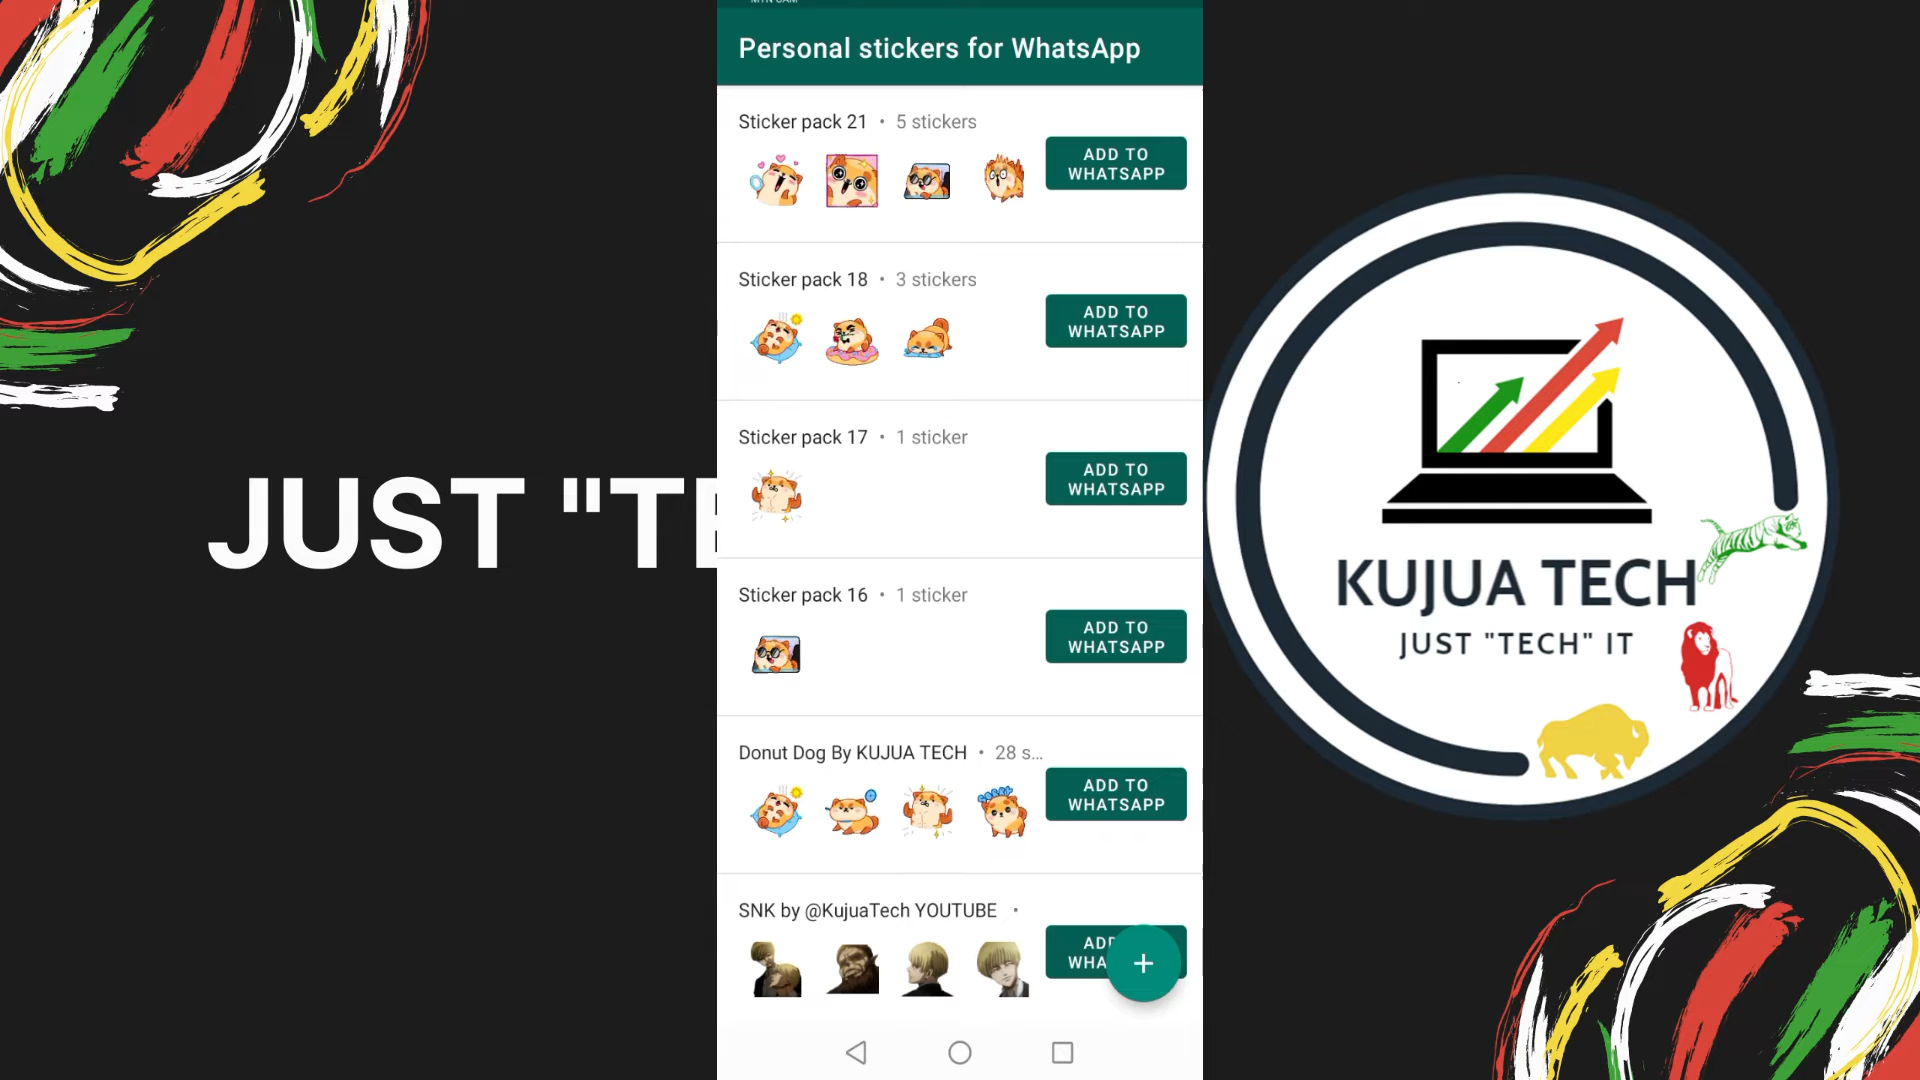 Personal stickers for WhatsApp
Sticker pack 21 • 5 stickers
ADD TO
WHATSAPP
Sticker pack 18 • 3 stickers
ADD TO
WHATSAPP
Sticker pack 17 • 1 sticker
ADD TO
WHATSAPP
Sticker pack 16 • 1 sticker
ADD TO
WHATSAPP
Donut Dog By KUJUA TECH • 28 s...
ADD TO
WHATSAPP
SORRY
SNK by @KujuaTech YOUTUBE •
ADD
WHA
+
JUST "TE
KUJUA TECH
JUST "TECH" IT